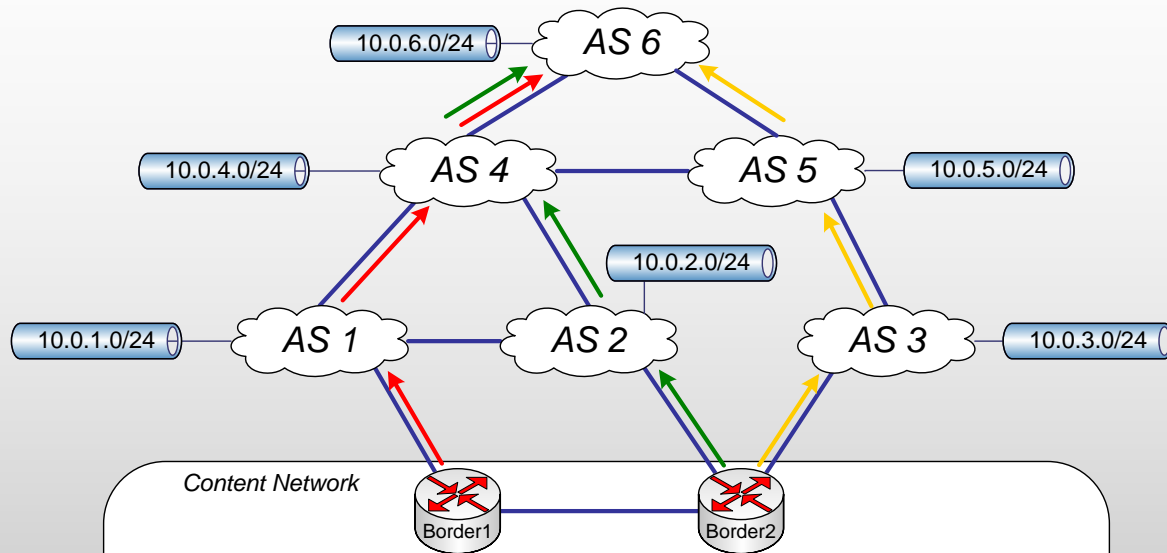 10.0.6.0/24
AS 6
10.0.4.0/24
AS 4
AS 5
10.0.5.0/24
10.0.2.0/24
10.0.1.0/24
AS 1
AS 2
AS 3
10.0.3.0/24
Content Network
Border1
Border2